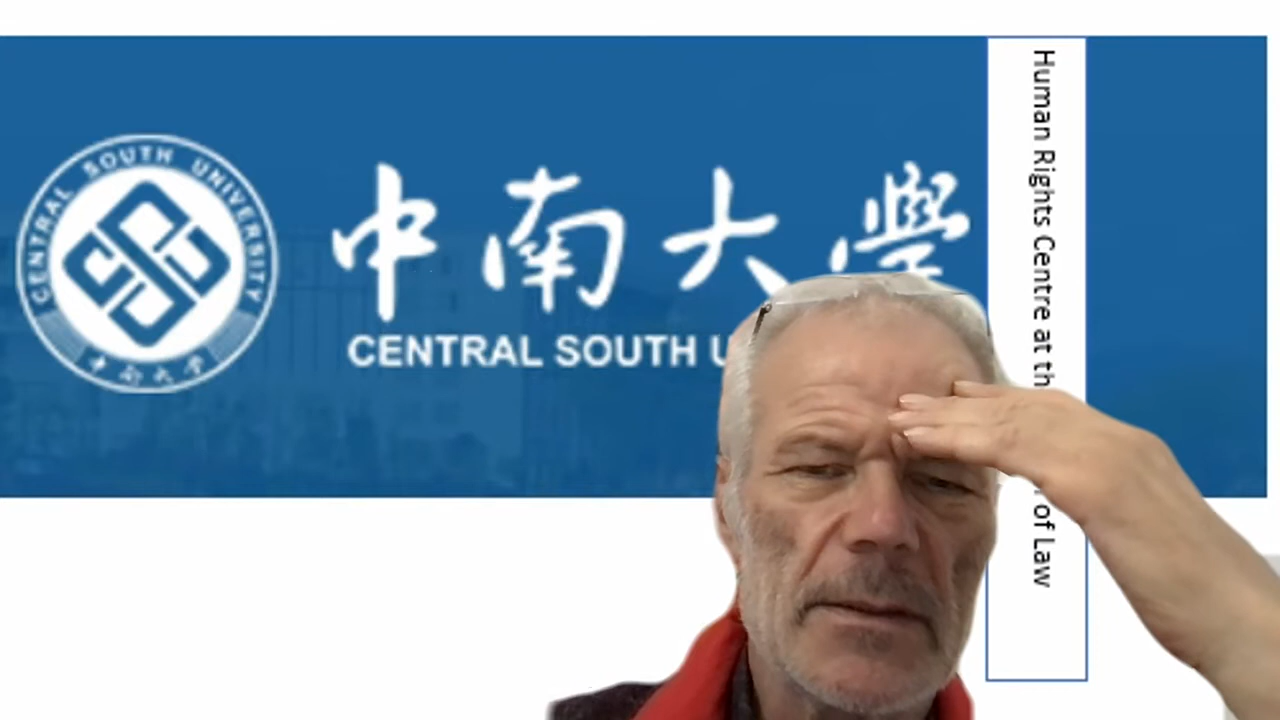 CENTRAL SOUTH UNIVERSITY
中南大学
中南大學
CENTRAL SOUTH
Human Rights Centre at
of Law